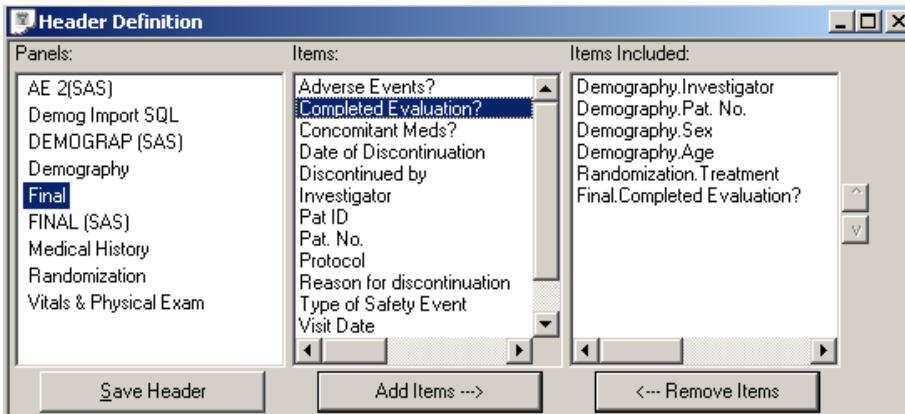 Header Definition
Panels:
Items:
Items Included:
AE 2(SAS)
Demog Import SQL
DEMOGRAP (SAS)
Demography
Final
FINAL (SAS)
Medical History
Randomization
Vitals & Physical Exam
Adverse Events?
Completed Evaluation?
Concomitant Meds?
Date of Discontinuation
Discontinued by
Investigator
Pat ID
Pat. No.
Protocol
Reason for discontinuation
Type of Safety Event
Visit Date
Demography.Investigator
Demography.Pat. No.
Demography.Sex
Demography.Age
Randomization.Treatment
Final.Completed Evaluation?
^
v
Save Header
Add Items --->
<--- Remove Items